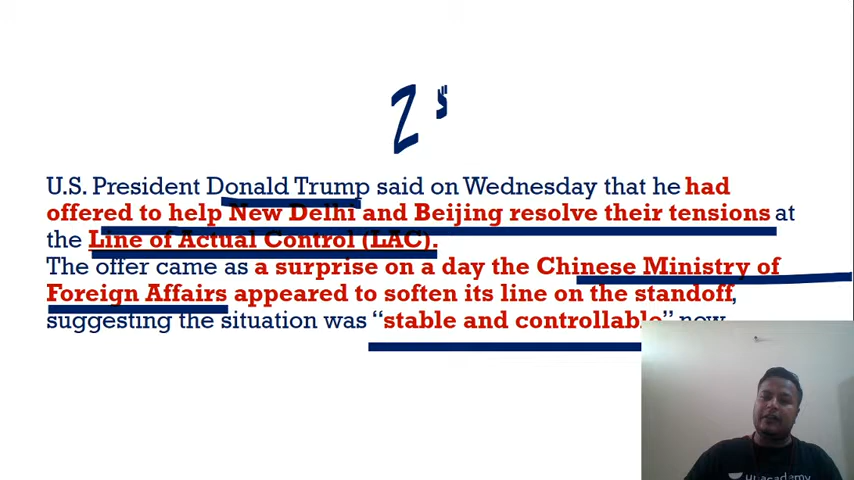 2
U.S. President Donald Trump said on Wednesday that he had
offered to help New Delhi and Beijing resolve their tensions at
the Line of Actual Control (LAC).
The offer came as a surprise on a day the Chinese Ministry of
Foreign Affairs appeared to soften its line on the standoff,
suggesting the situation was “stable and controllable” now.